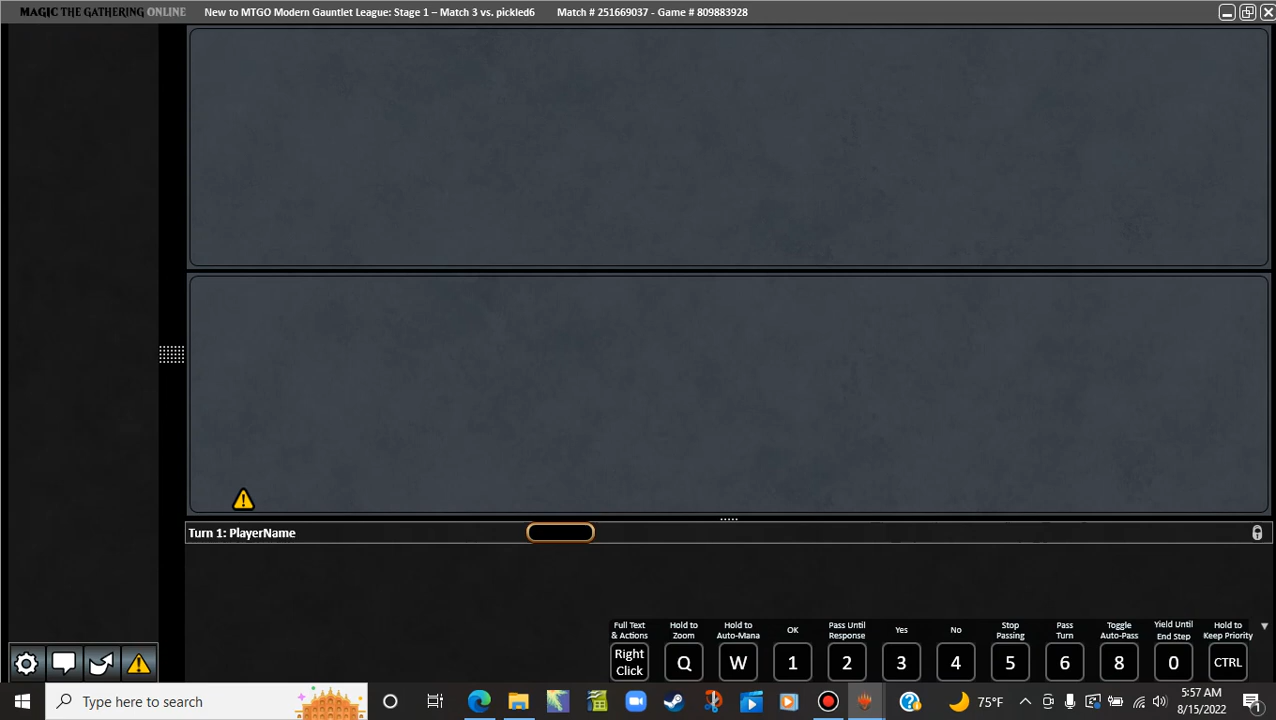 MAGIC THE GATHERING ONLINE
New to MTGO Modern Gauntlet League: Stage 1 – Match 3 vs. pickled6
Match # 251669037 - Game # 809883928
Turn 1: PlayerName
Full Text & Actions
Hold to Zoom
Hold to Auto-Mana
OK
Pass Until Response
Yes
No
Stop Passing
Pass Turn
Toggle Auto-Pass
Yield Until End Step
Hold to Keep Priority
Right Click
Q
W
1
2
3
4
5
6
8
0
CTRL
Type here to search
75°F
5:57 AM
8/15/2022
1